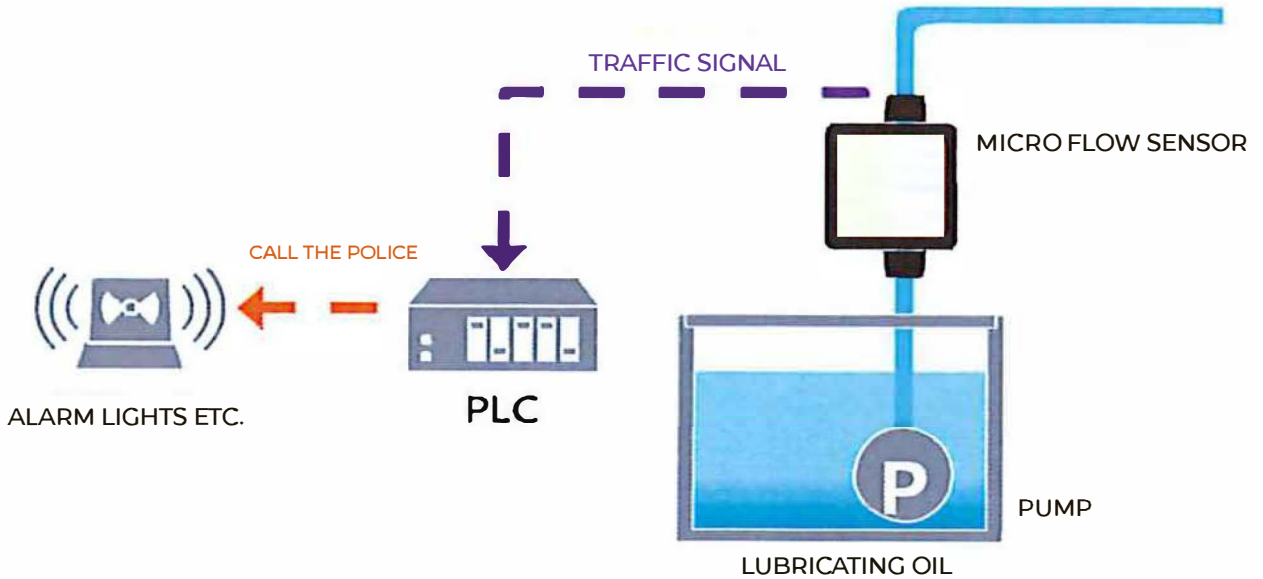 TRAFFIC SIGNAL
MICRO FLOW SENSOR
CALL THE POLICE
ALARM LIGHTS ETC.
PLC
P
PUMP
LUBRICATING OIL